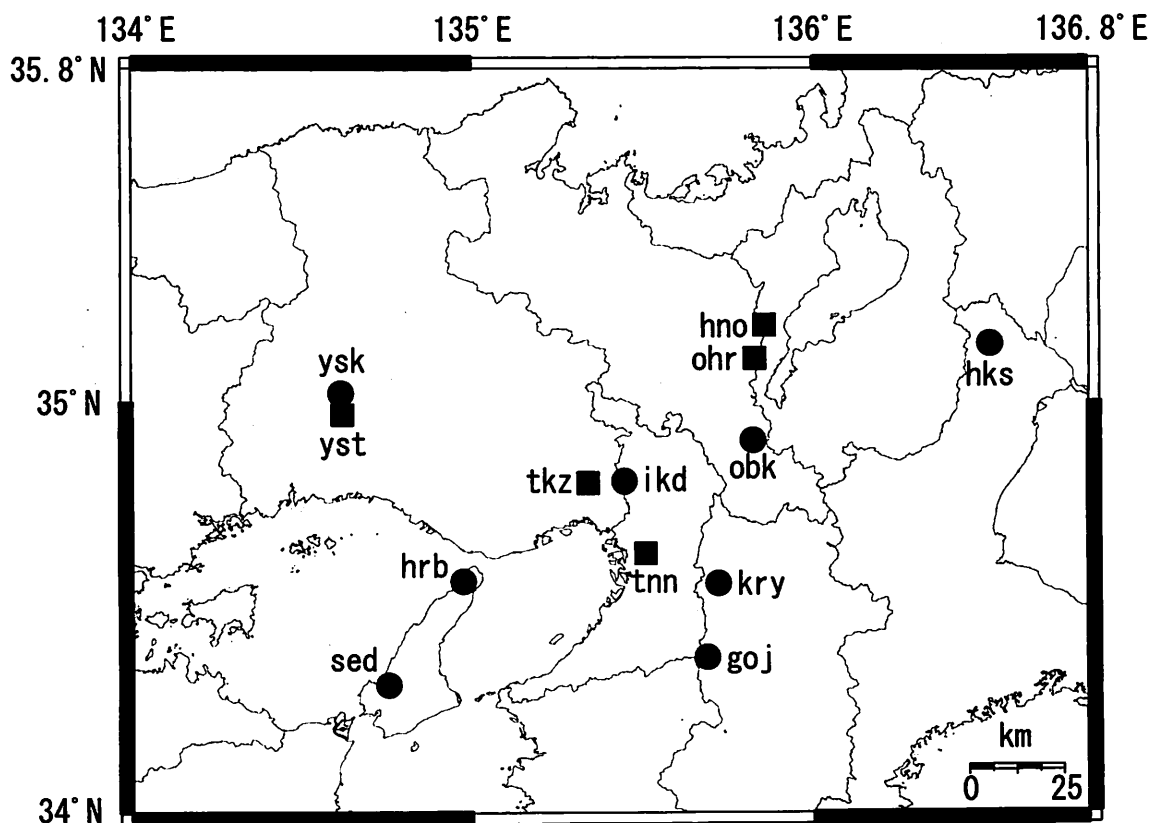 134°E 135°E 136°E 136.8°E
35.8°N
hno
ohr
ysk
hks
35°N
yst
obk
tkz
ikd
hrb
tnn
kry
sed
goj
km
0 25
34°N